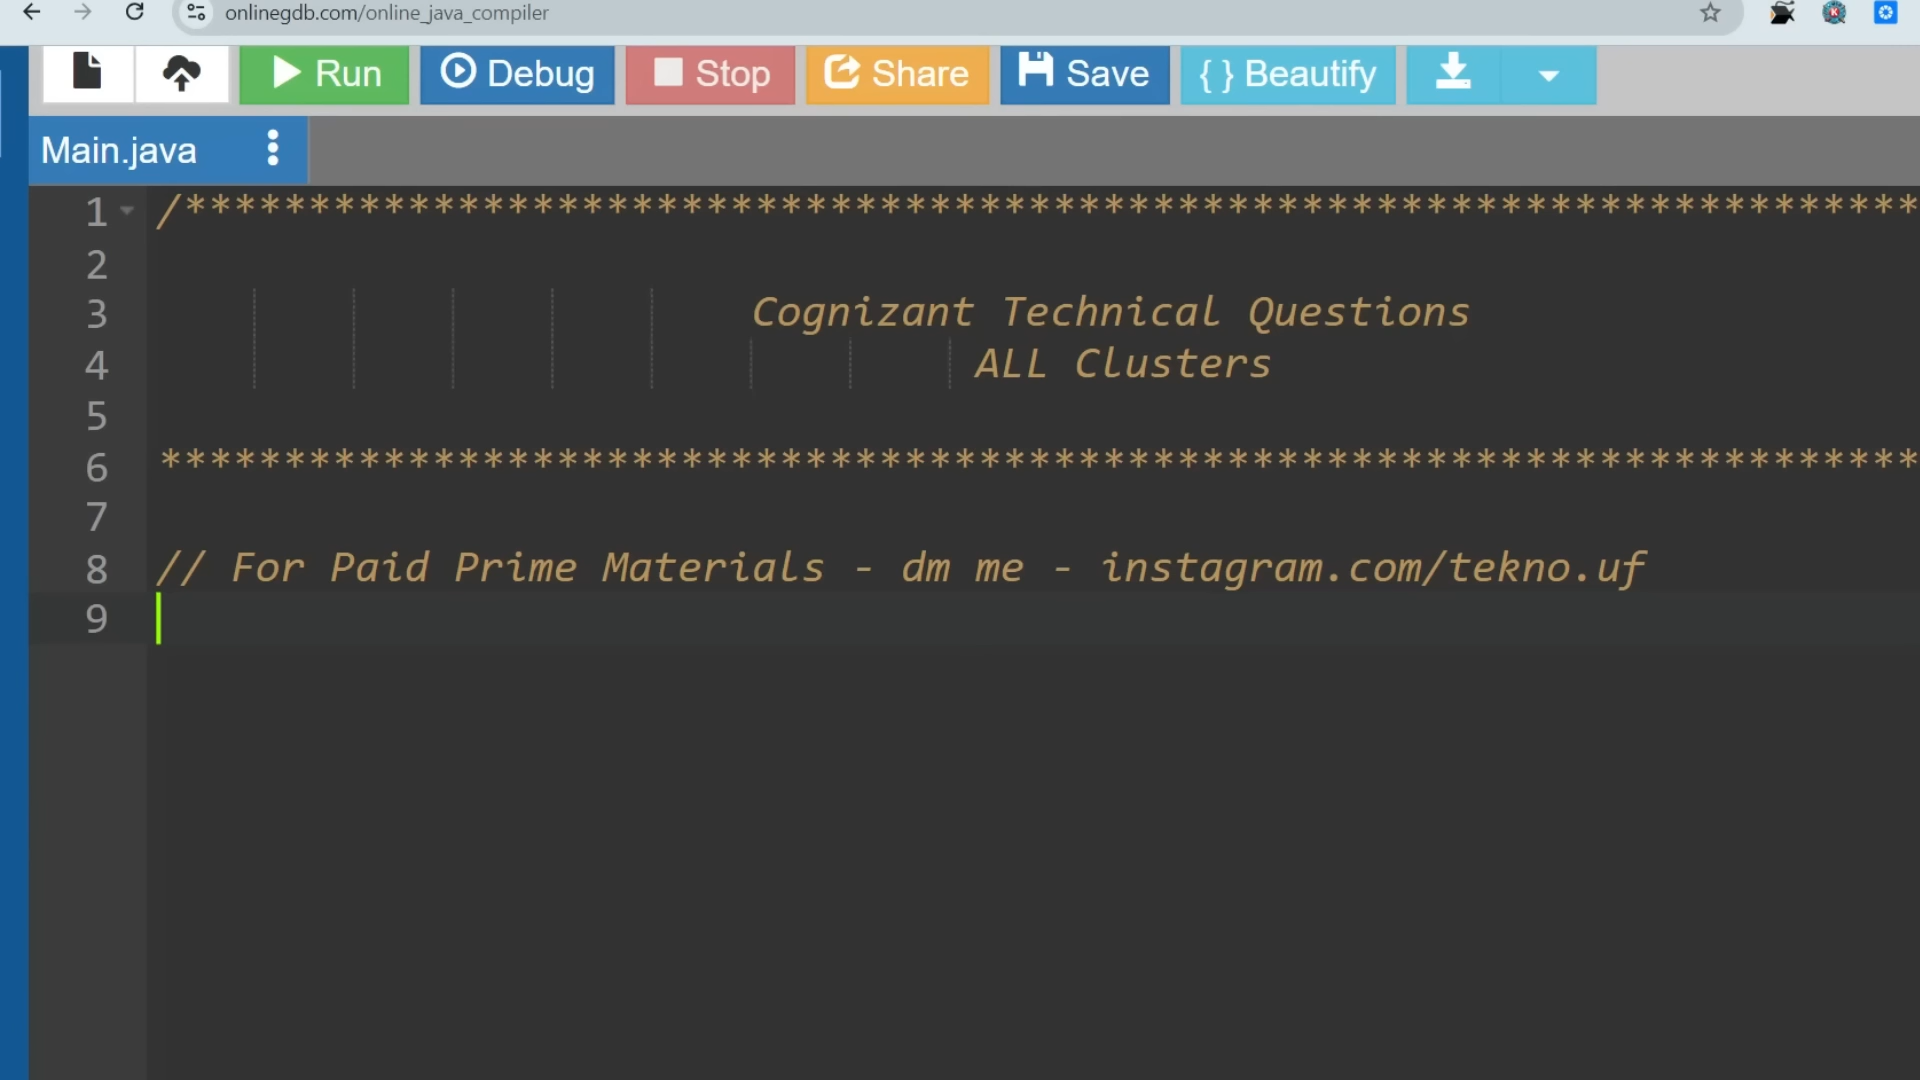 onlinegdb.com/online_java_compiler
Run Debug Stop Share Save { } Beautify
Main.java
1 /***********************************************************************
2
3 Cognizant Technical Questions
4 ALL Clusters
5
6 ***********************************************************************
7
8 // For Paid Prime Materials - dm me - instagram.com/tekno.uf
9